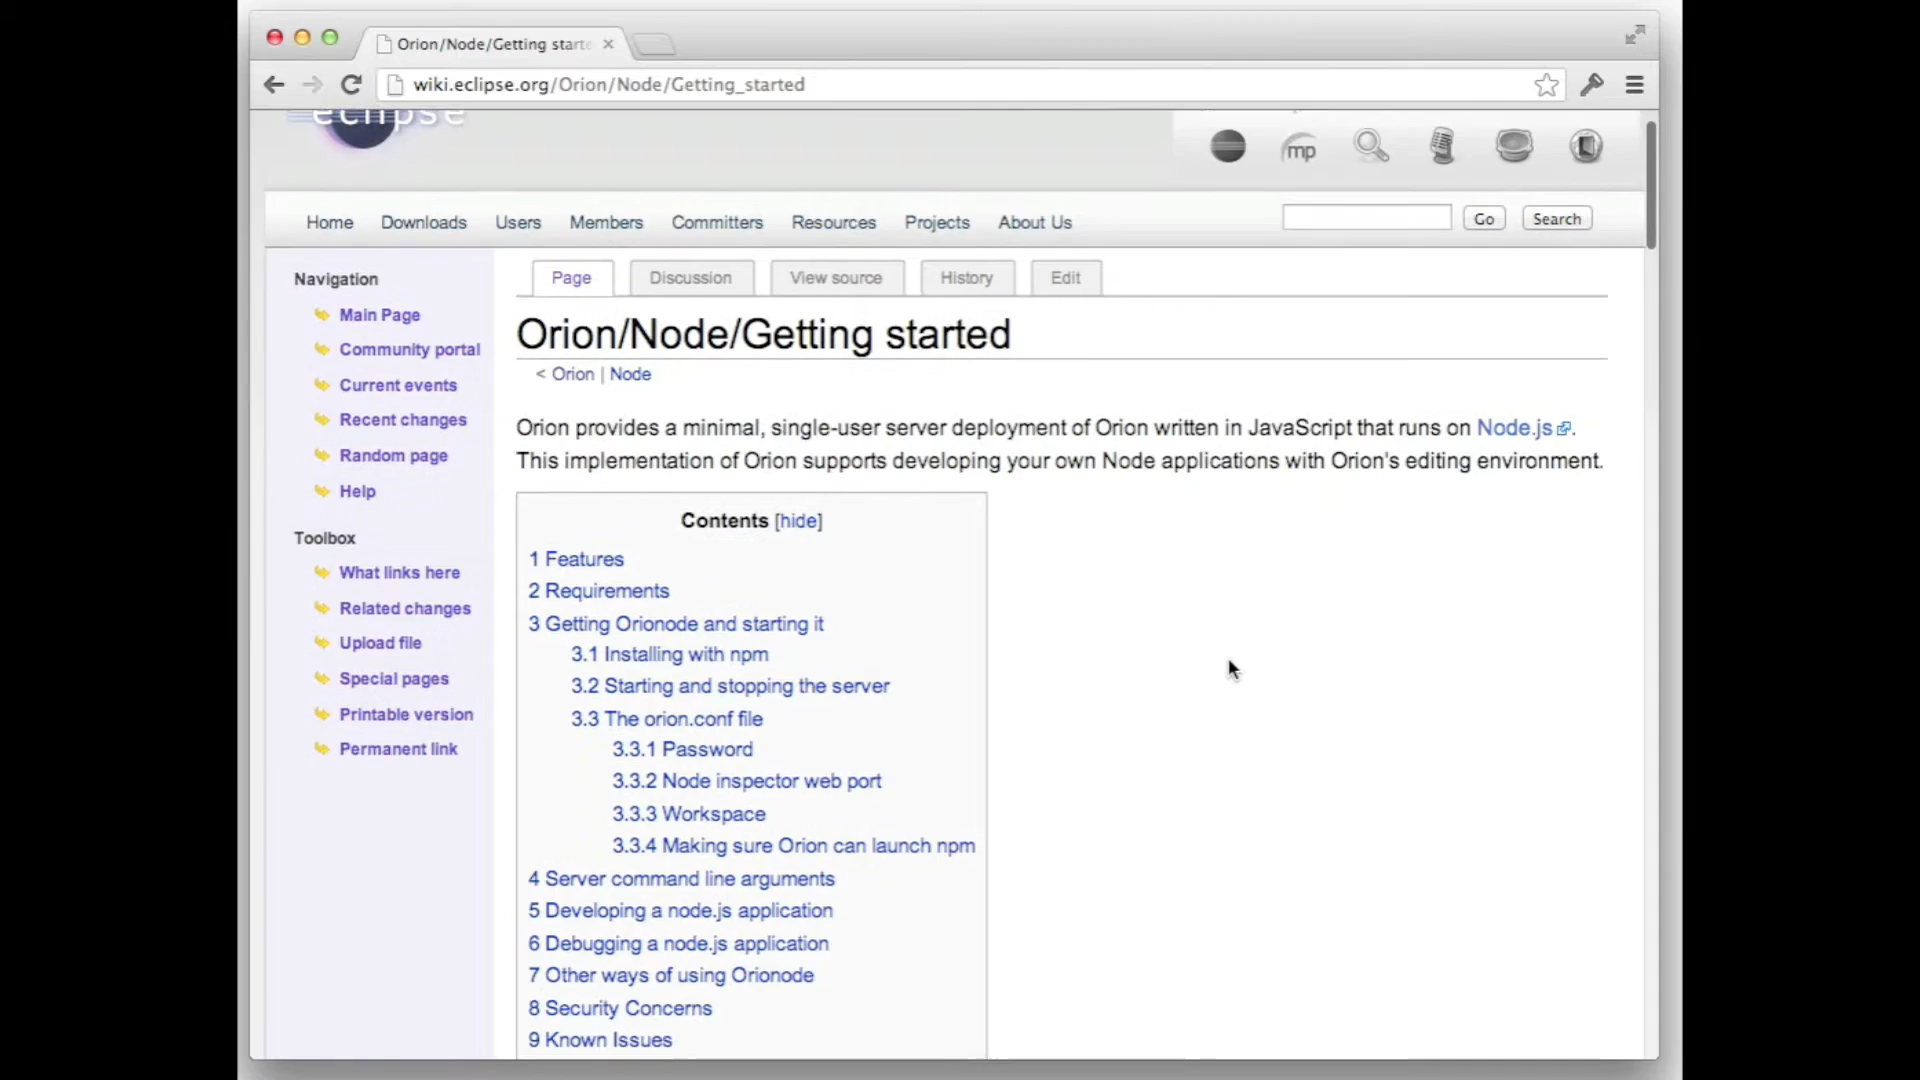 Orion/Node/Getting starte
wiki.eclipse.org/Orion/Node/Getting_started
eclipse
mp
Home Downloads Users Members Committers Resources Projects About Us
Go Search
Navigation
Main Page
Community portal
Current events
Recent changes
Random page
Help
Toolbox
What links here
Related changes
Upload file
Special pages
Printable version
Permanent link
Page Discussion View source History Edit
Orion/Node/Getting started
< Orion | Node
Orion provides a minimal, single-user server deployment of Orion written in JavaScript that runs on Node.js.
This implementation of Orion supports developing your own Node applications with Orion's editing environment.
Contents [hide]
1 Features
2 Requirements
3 Getting Orionode and starting it
3.1 Installing with npm
3.2 Starting and stopping the server
3.3 The orion.conf file
3.3.1 Password
3.3.2 Node inspector web port
3.3.3 Workspace
3.3.4 Making sure Orion can launch npm
4 Server command line arguments
5 Developing a node.js application
6 Debugging a node.js application
7 Other ways of using Orionode
8 Security Concerns
9 Known Issues